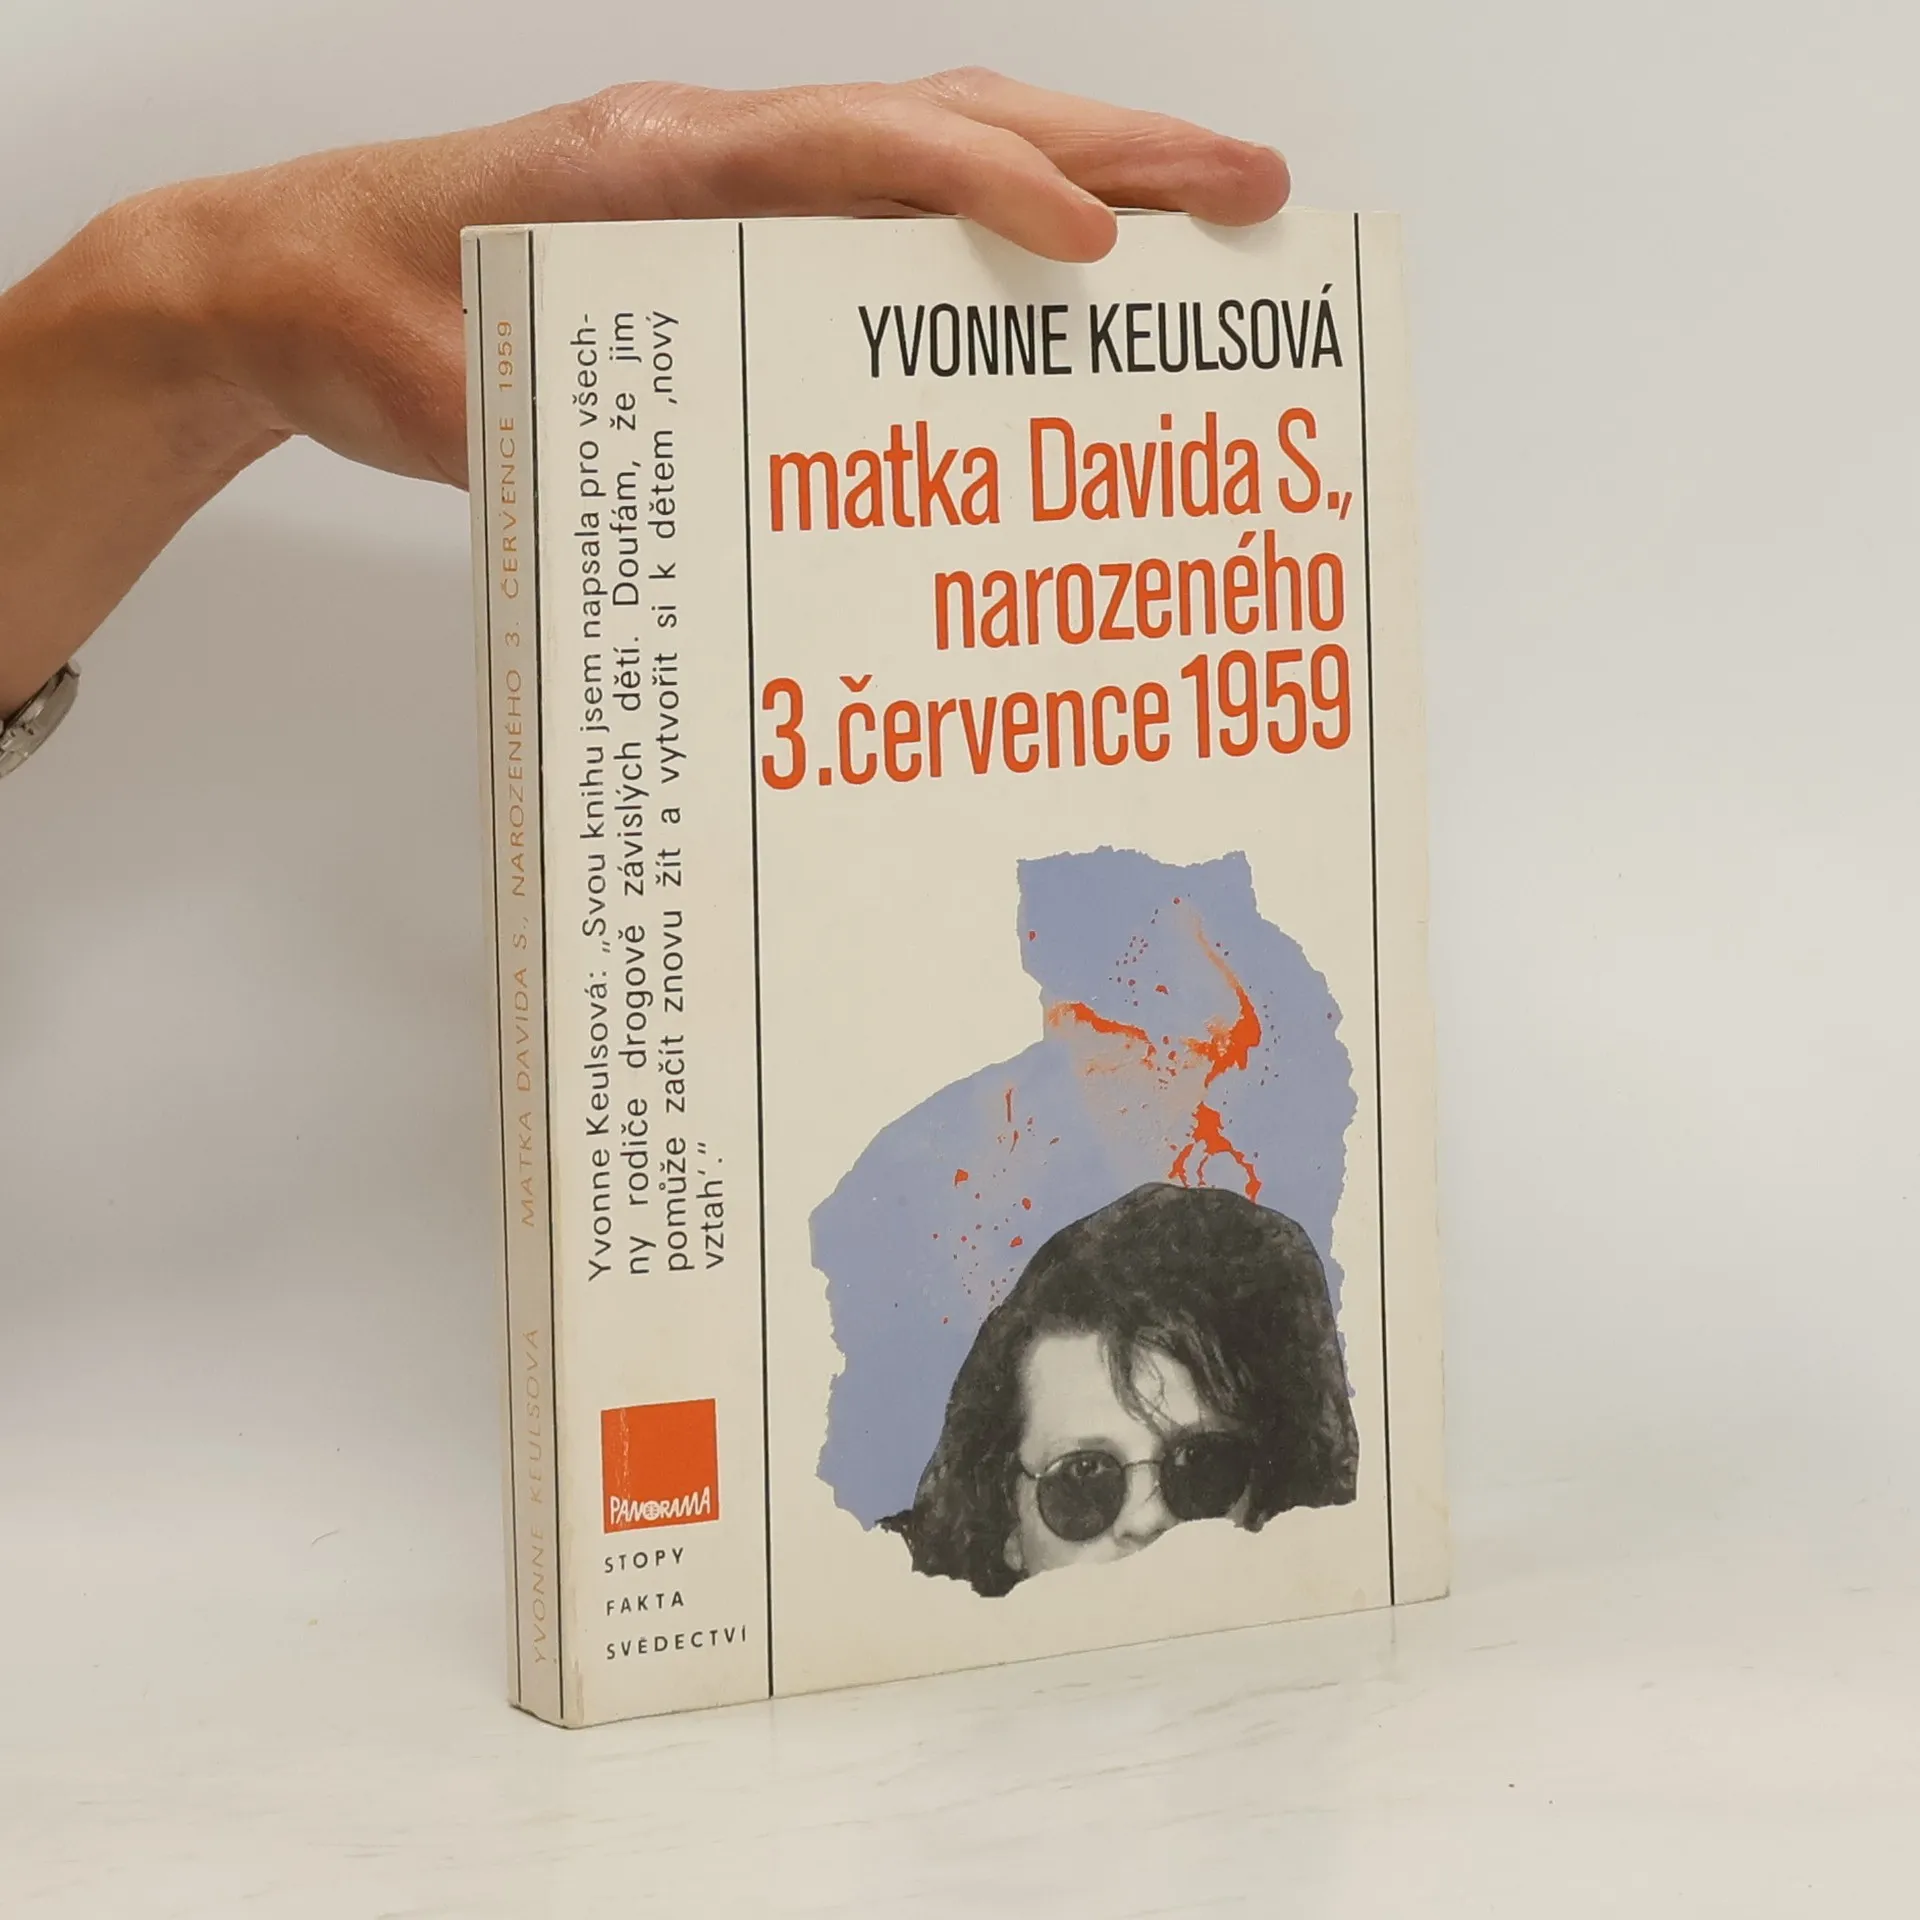 YVONNE KEULSOVÁ
matka Davida S.,
narozeného
3. července 1959
Yvonne Keulsová: „Svou knihu jsem napsala pro všech-
ny rodiče drogově závislých dětí. Doufám, že jim
pomůže začít znovu žít a vytvořit si k dětem ‚nový
vztah‘.“
PANORAMA
STOPY
FAKTA
SVĚDECTVÍ
YVONNE KEULSOVÁ MATKA DAVIDA S., NAROZENÉHO 3. ČERVENCE 1959